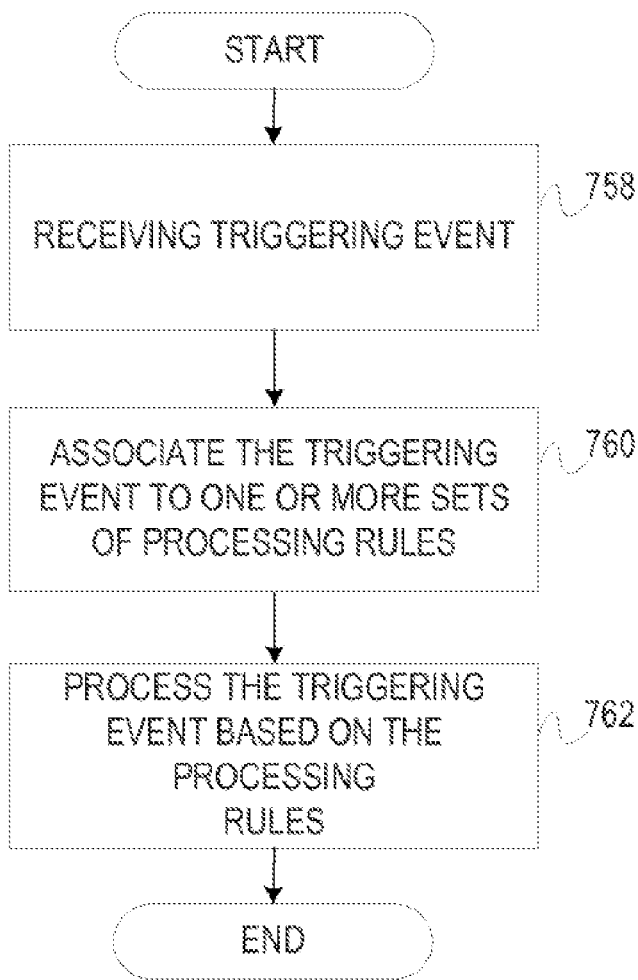 START
RECEIVING TRIGGERING EVENT
758
ASSOCIATE THE TRIGGERING
EVENT TO ONE OR MORE SETS
OF PROCESSING RULES
760
PROCESS THE TRIGGERING
EVENT BASED ON THE
PROCESSING
RULES
762
END